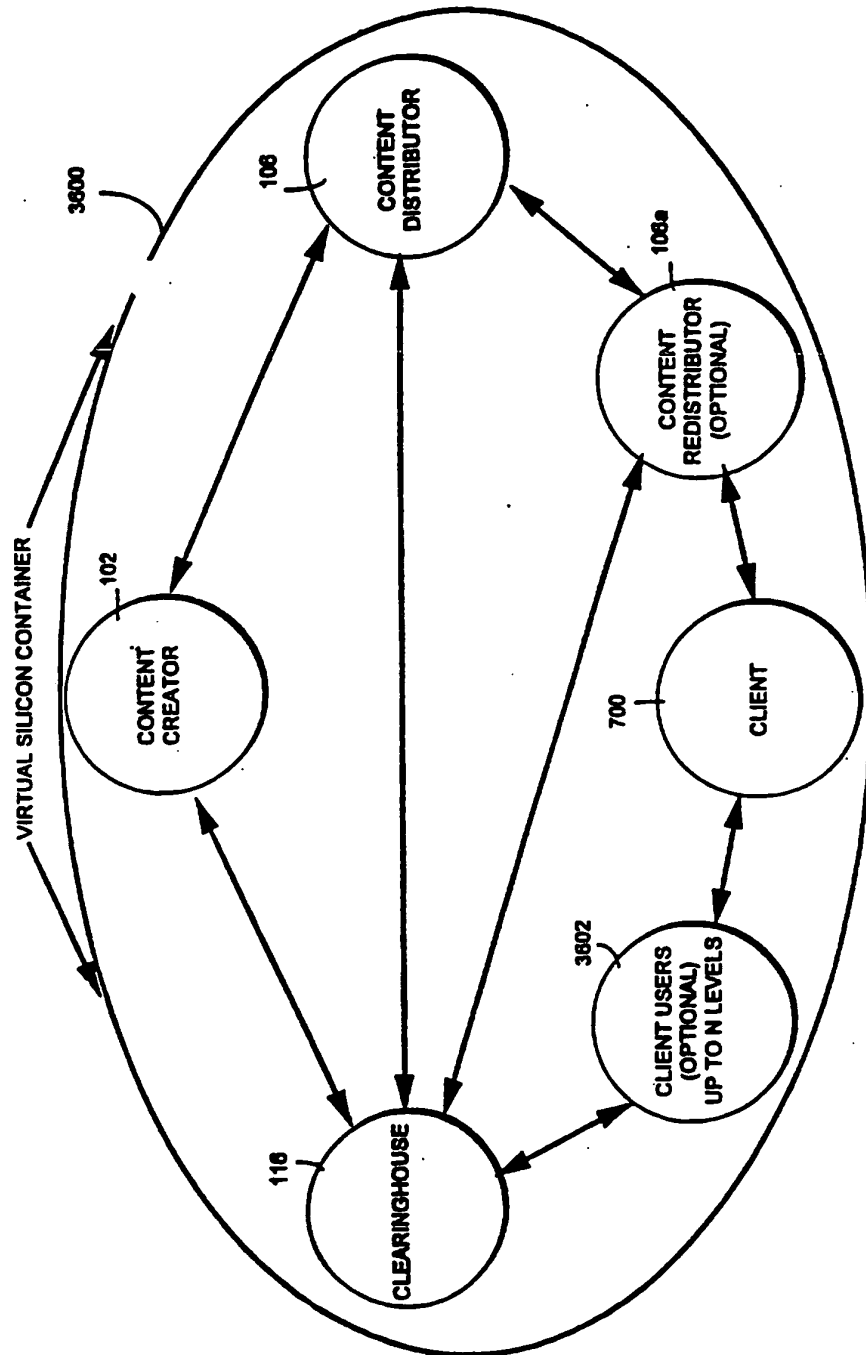 VIRTUAL SILICON CONTAINER
3600
102
CONTENT
CREATOR
116
CLEARINGHOUSE
106
CONTENT
DISTRIBUTOR
3602
CLIENT USERS
(OPTIONAL)
UP TO N LEVELS
700
CLIENT
106a
CONTENT
REDISTRIBUTOR
(OPTIONAL)